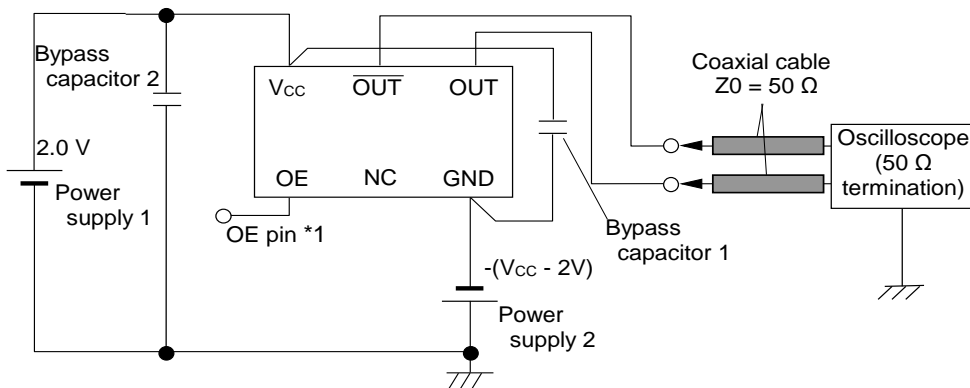 Bypass
capacitor 2
VCC
OUT
OUT
Coaxial cable
Z0 = 50 Ω
Oscilloscope
(50 Ω
termination)
2.0 V
Power
supply 1
OE
NC
GND
OE pin *1
Bypass
capacitor 1
-(VCC - 2V)
Power
supply 2